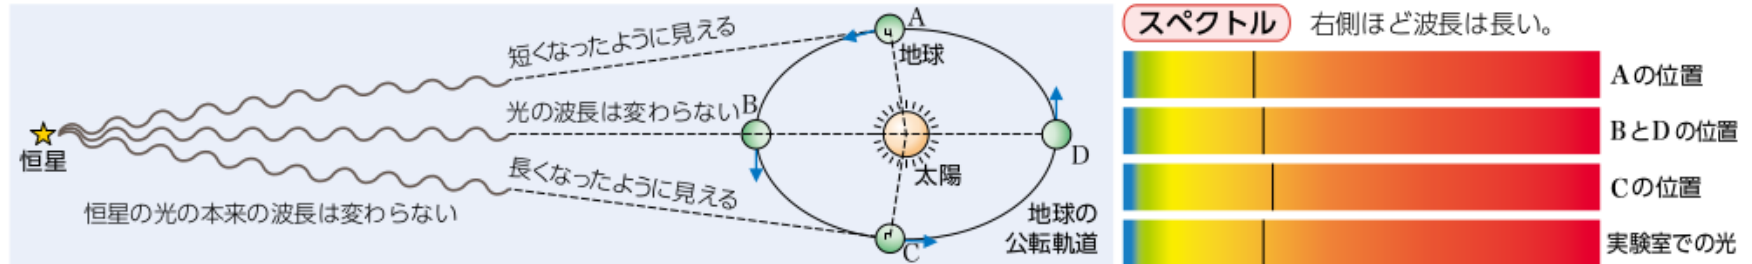 短くなったように見える
A
地球
光の波長は変わらない
B
恒星
太陽
D
長くなったように見える
恒星の光の本来の波長は変わらない
C
地球の
公転軌道
スペクトル 右側ほど波長は長い。
Aの位置
BとDの位置
Cの位置
実験室での光